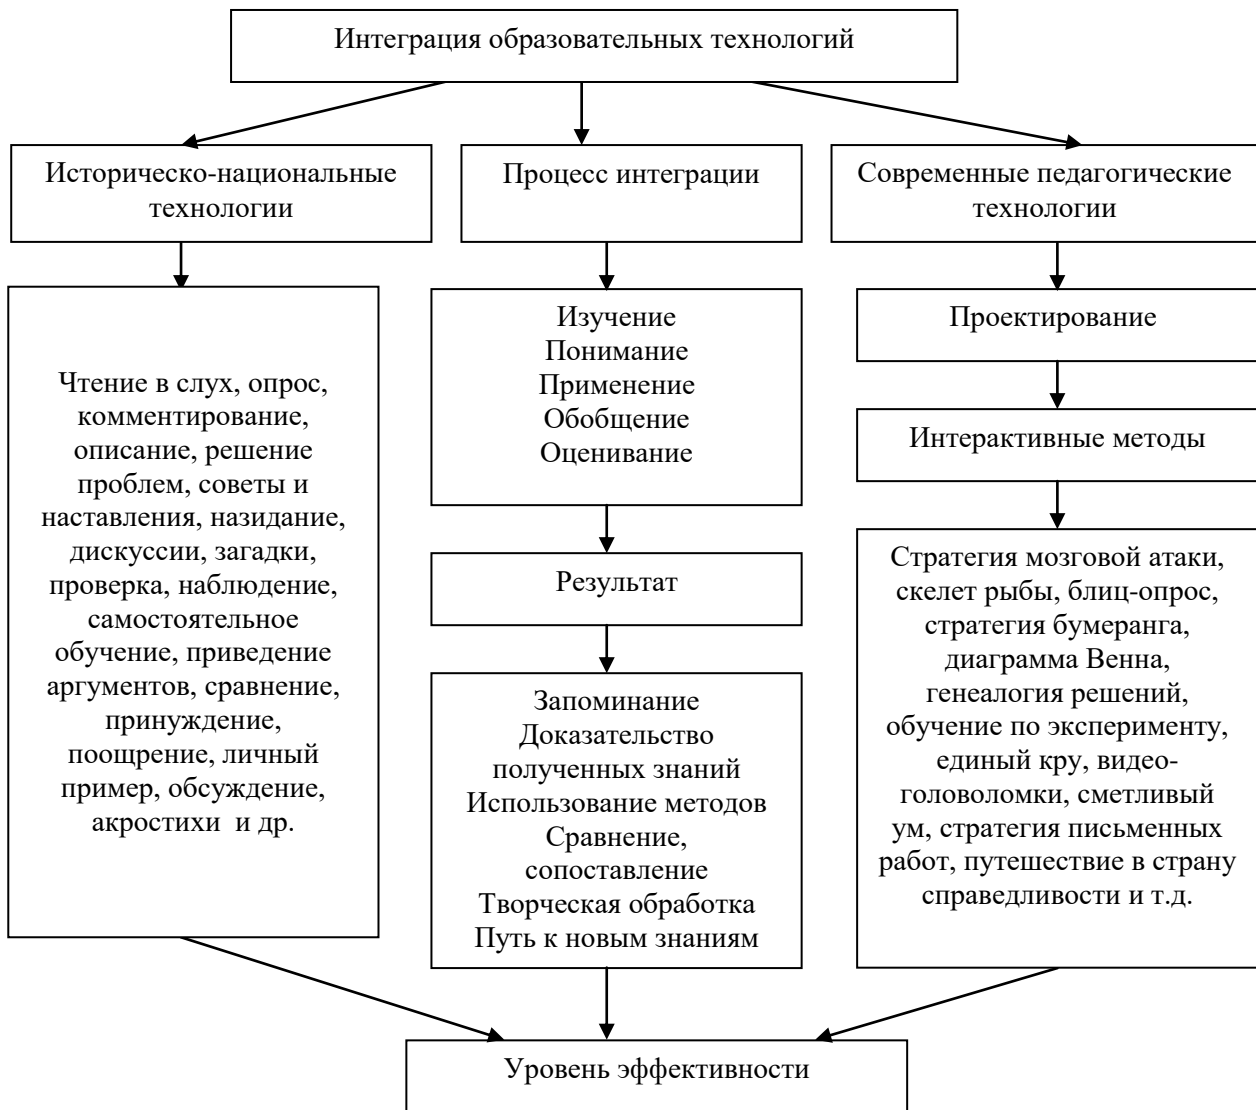 Интеграция образовательных технологий
Историческо-национальные
технологии
Процесс интеграции
Современные педагогические
технологии
Чтение в слух, опрос,
комментирование,
описание, решение
проблем, советы и
наставления, назидание,
дискуссии, загадки,
проверка, наблюдение,
самостоятельное
обучение, приведение
аргументов, сравнение,
принуждение,
поощрение, личный
пример, обсуждение,
акростихи и др.
Изучение
Понимание
Применение
Обобщение
Оценивание
Результат
Запоминание
Доказательство
полученных знаний
Использование методов
Сравнение,
сопоставление
Творческая обработка
Путь к новым знаниям
Проектирование
Интерактивные методы
Стратегия мозговой атаки,
скелет рыбы, блиц-опрос,
стратегия бумеранга,
диаграмма Венна,
генеалогия решений,
обучение по эксперименту,
единый кру, видео-
головоломки, сметливый
ум, стратегия письменных
работ, путешествие в страну
справедливости и т.д.
Уровень эффективности